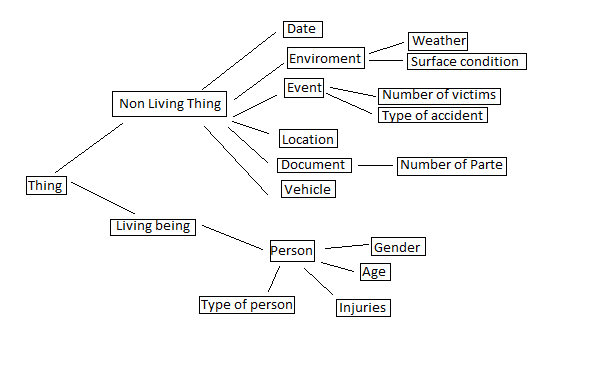 Date
Enviroment
Weather
Surface condition
Event
Number of victims
Type of accident
Non Living Thing
Location
Document
Number of Parte
Vehicle
Thing
Living being
Person
Gender
Age
Type of person
Injuries